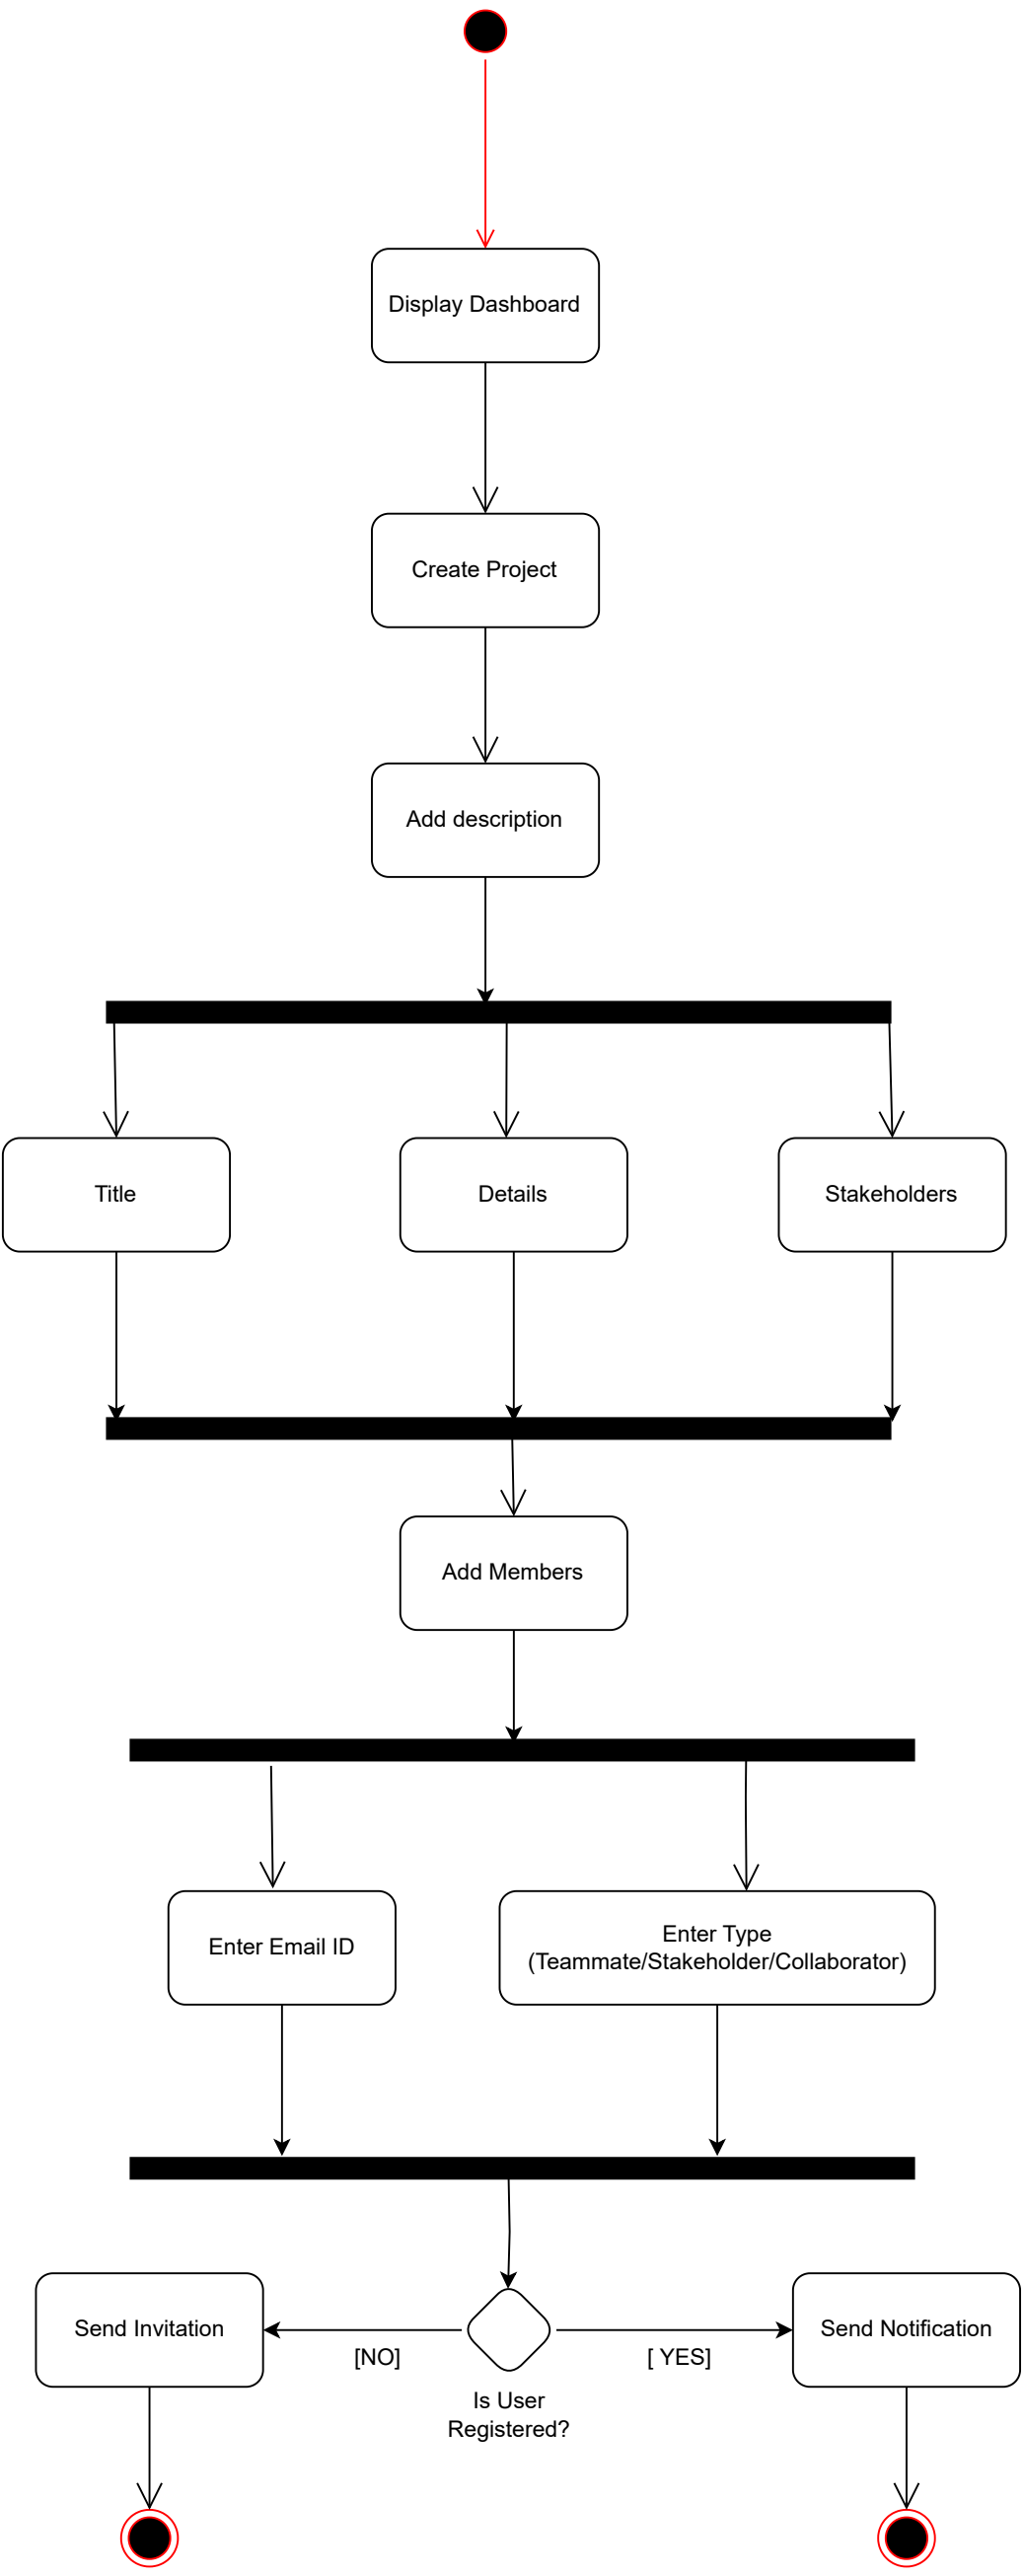 Display Dashboard
Create Project
Add description
Title
Details
Stakeholders
Add Members
Enter Email ID
Enter Type
(Teammate/Stakeholder/Collaborator)
Send Invitation
[NO]
[ YES]
Send Notification
Is User
Registered?